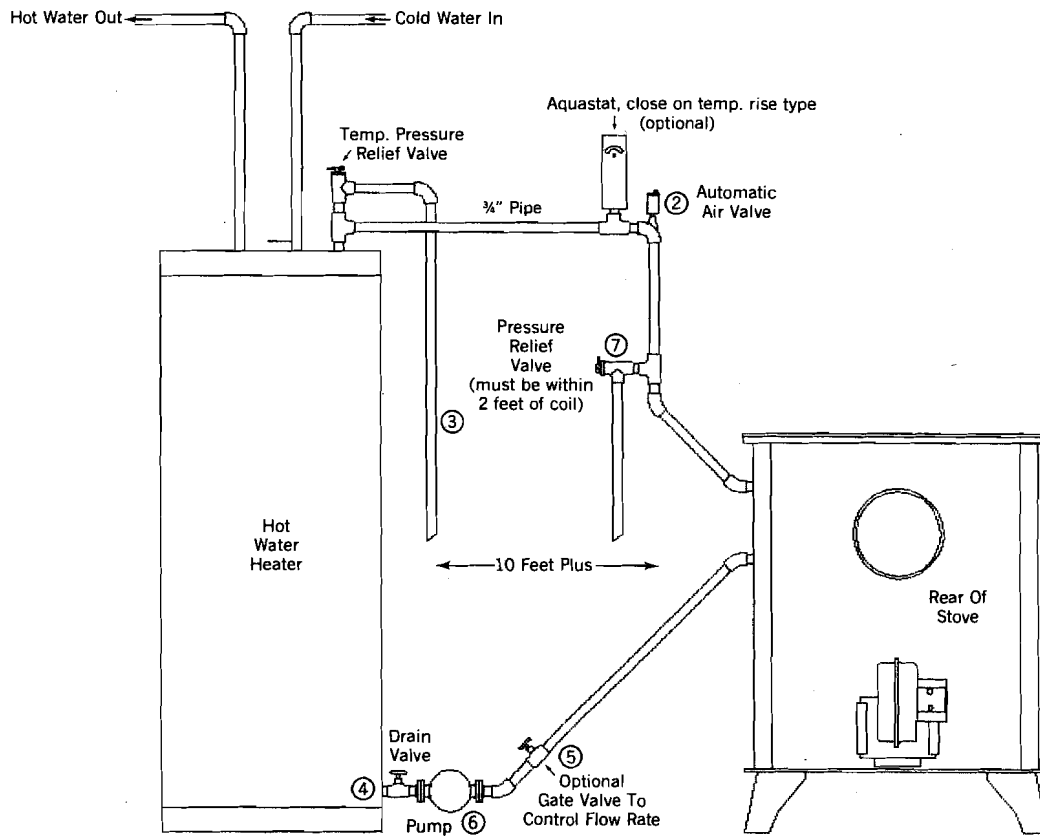 Hot Water Out
Cold Water In
Aquastat, close on temp. rise type
(optional)
Temp. Pressure
Relief Valve
②
Automatic
Air Valve
¾" Pipe
Pressure
Relief
Valve
(must be within
2 feet of coil)
⑦
③
Hot
Water
Heater
10 Feet Plus
Rear Of
Stove
Drain
Valve
④
⑤
Optional
Gate Valve To
Control Flow Rate
Pump ⑥